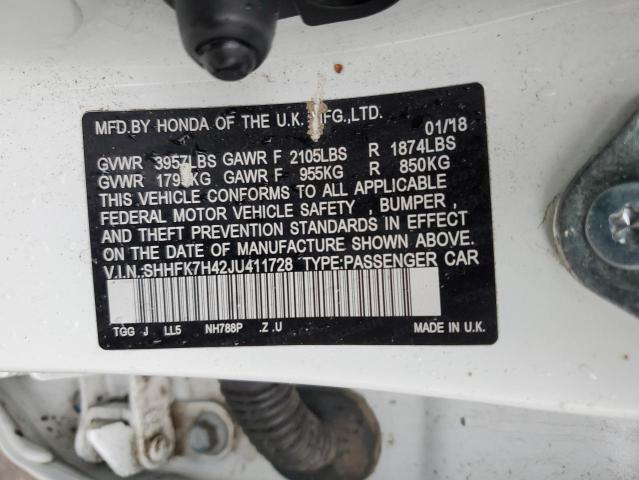 MFD.BY HONDA OF THE U.K. MFG.,LTD. 01/18
GVWR 3957LBS GAWR F 2105LBS R 1874LBS
GVWR KG GAWR F 955KG R 850KG
THIS VEHICLE CONFORMS TO ALL APPLICABLE
FEDERAL MOTOR VEHICLE SAFETY , BUMPER ,
AND THEFT PREVENTION STANDARDS IN EFFECT
ON THE DATE OF MANUFACTURE SHOWN ABOVE.
V.I.N.:SHHFK7H42JU411728 TYPE:PASSENGER CAR
TGG J LL5 NH788P .Z .U MADE IN U.K.